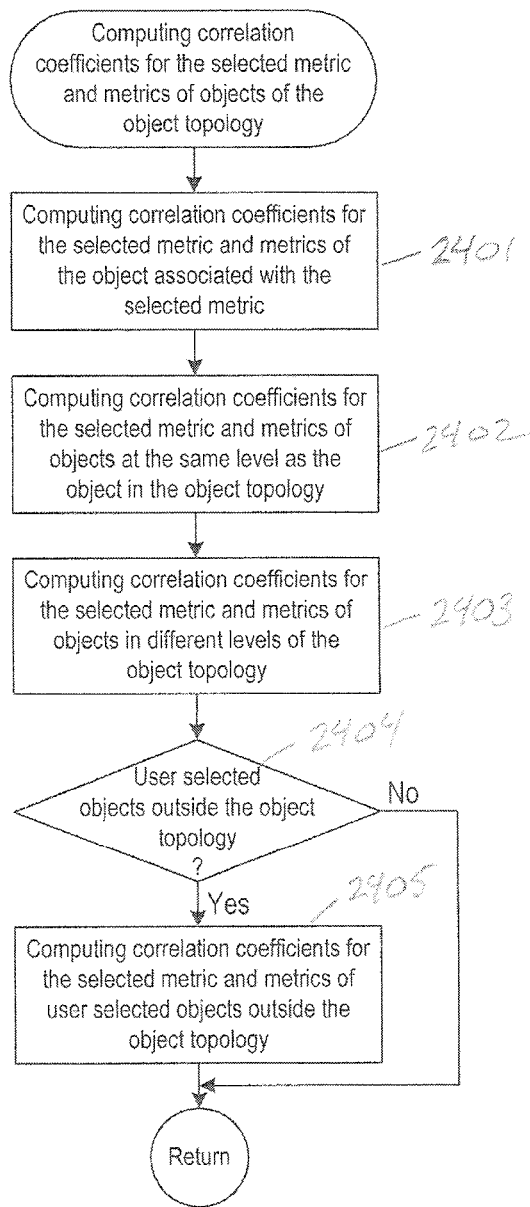 Computing correlation
coefficients for the selected metric
and metrics of objects of the
object topology
Computing correlation coefficients for
the selected metric and metrics of
the object associated with the
selected metric
2401
Computing correlation coefficients for
the selected metric and metrics of
objects at the same level as the
object in the object topology
2402
Computing correlation coefficients for
the selected metric and metrics of
objects in different levels of the
object topology
2403
2404
User selected
objects outside the object
topology
?
No
Yes
2405
Computing correlation coefficients for
the selected metric and metrics of
user selected objects outside the
object topology
Return